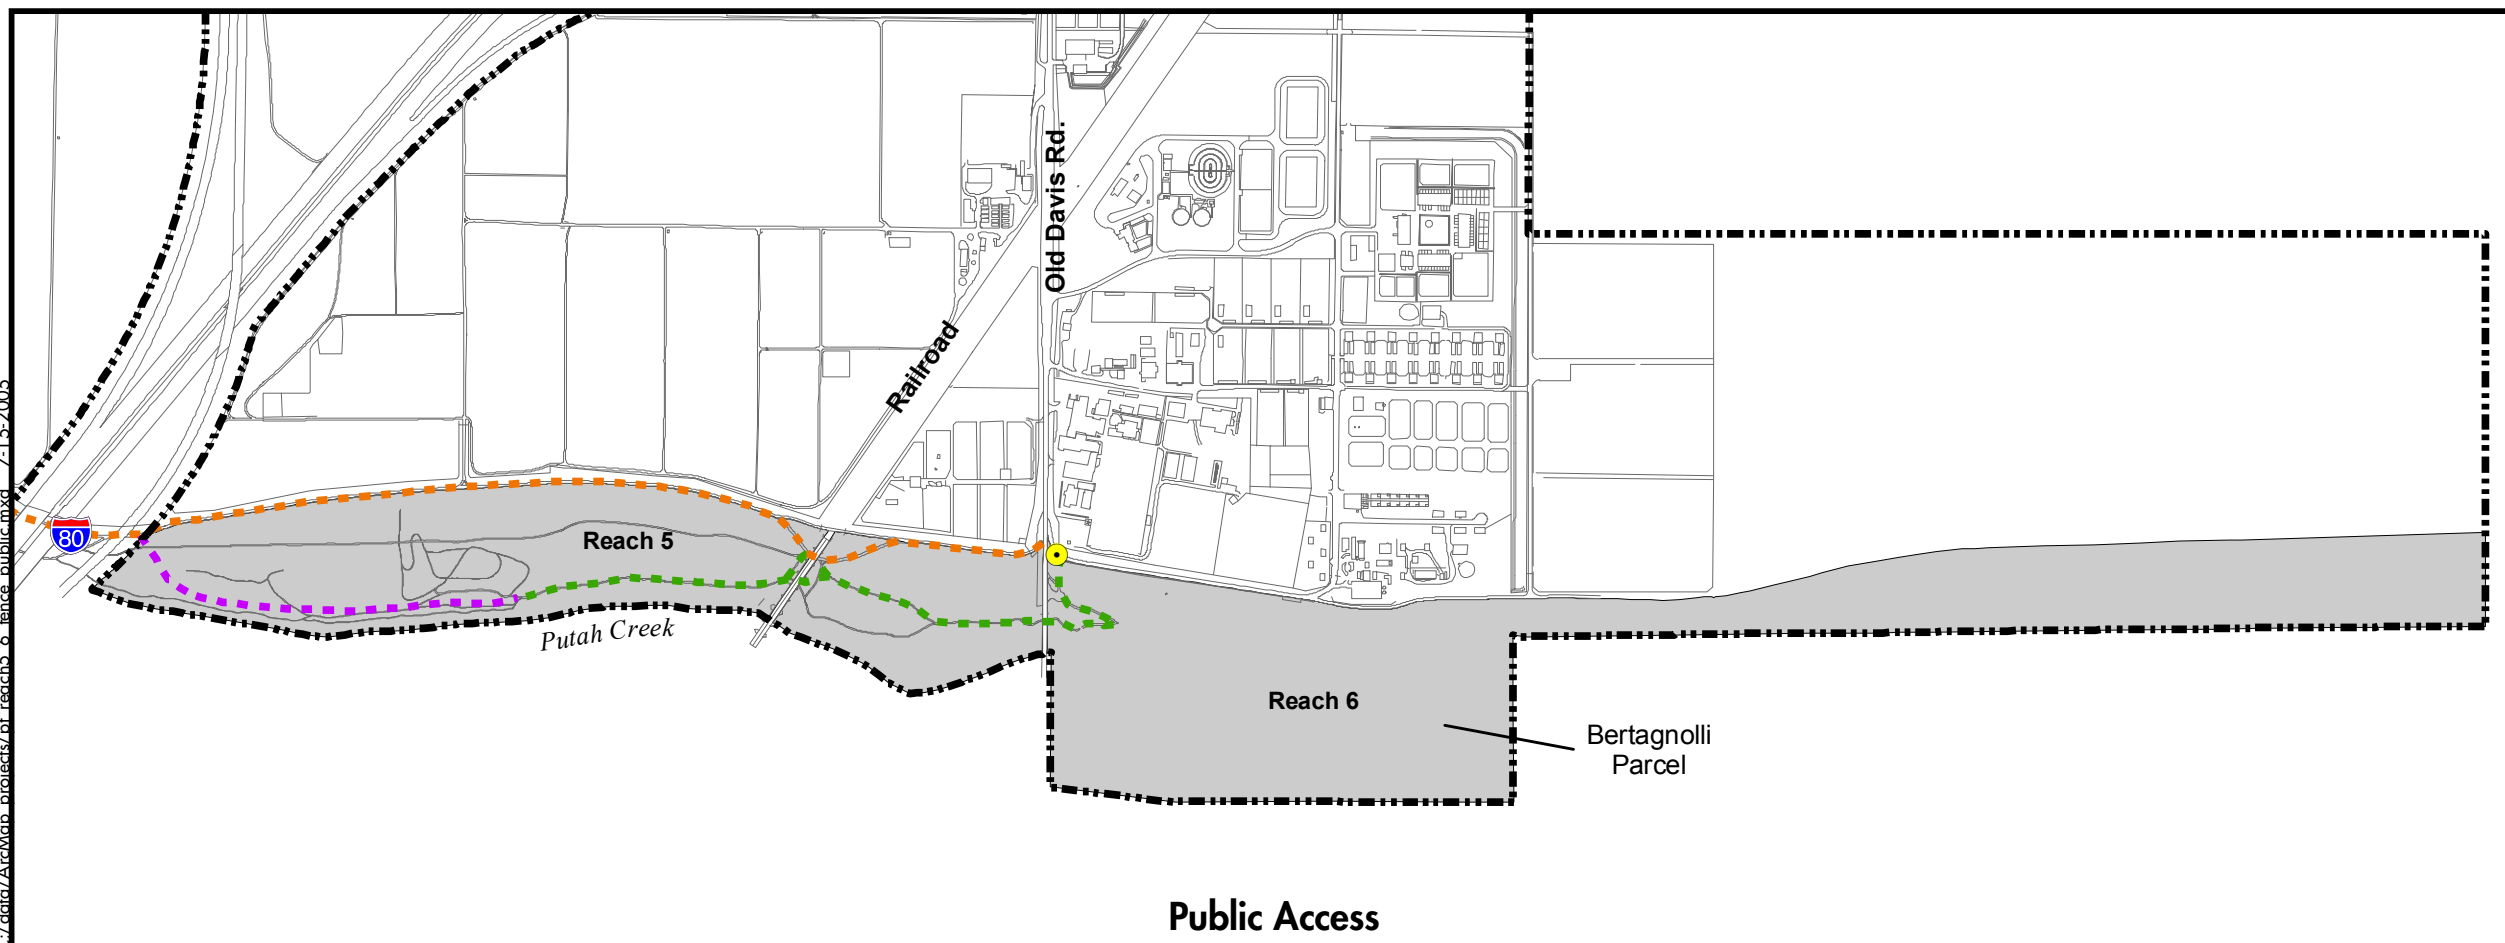 Old Davis Rd.
Railroad
80
Reach 5
Putah Creek
Reach 6
Bertagnolli
Parcel
Public Access